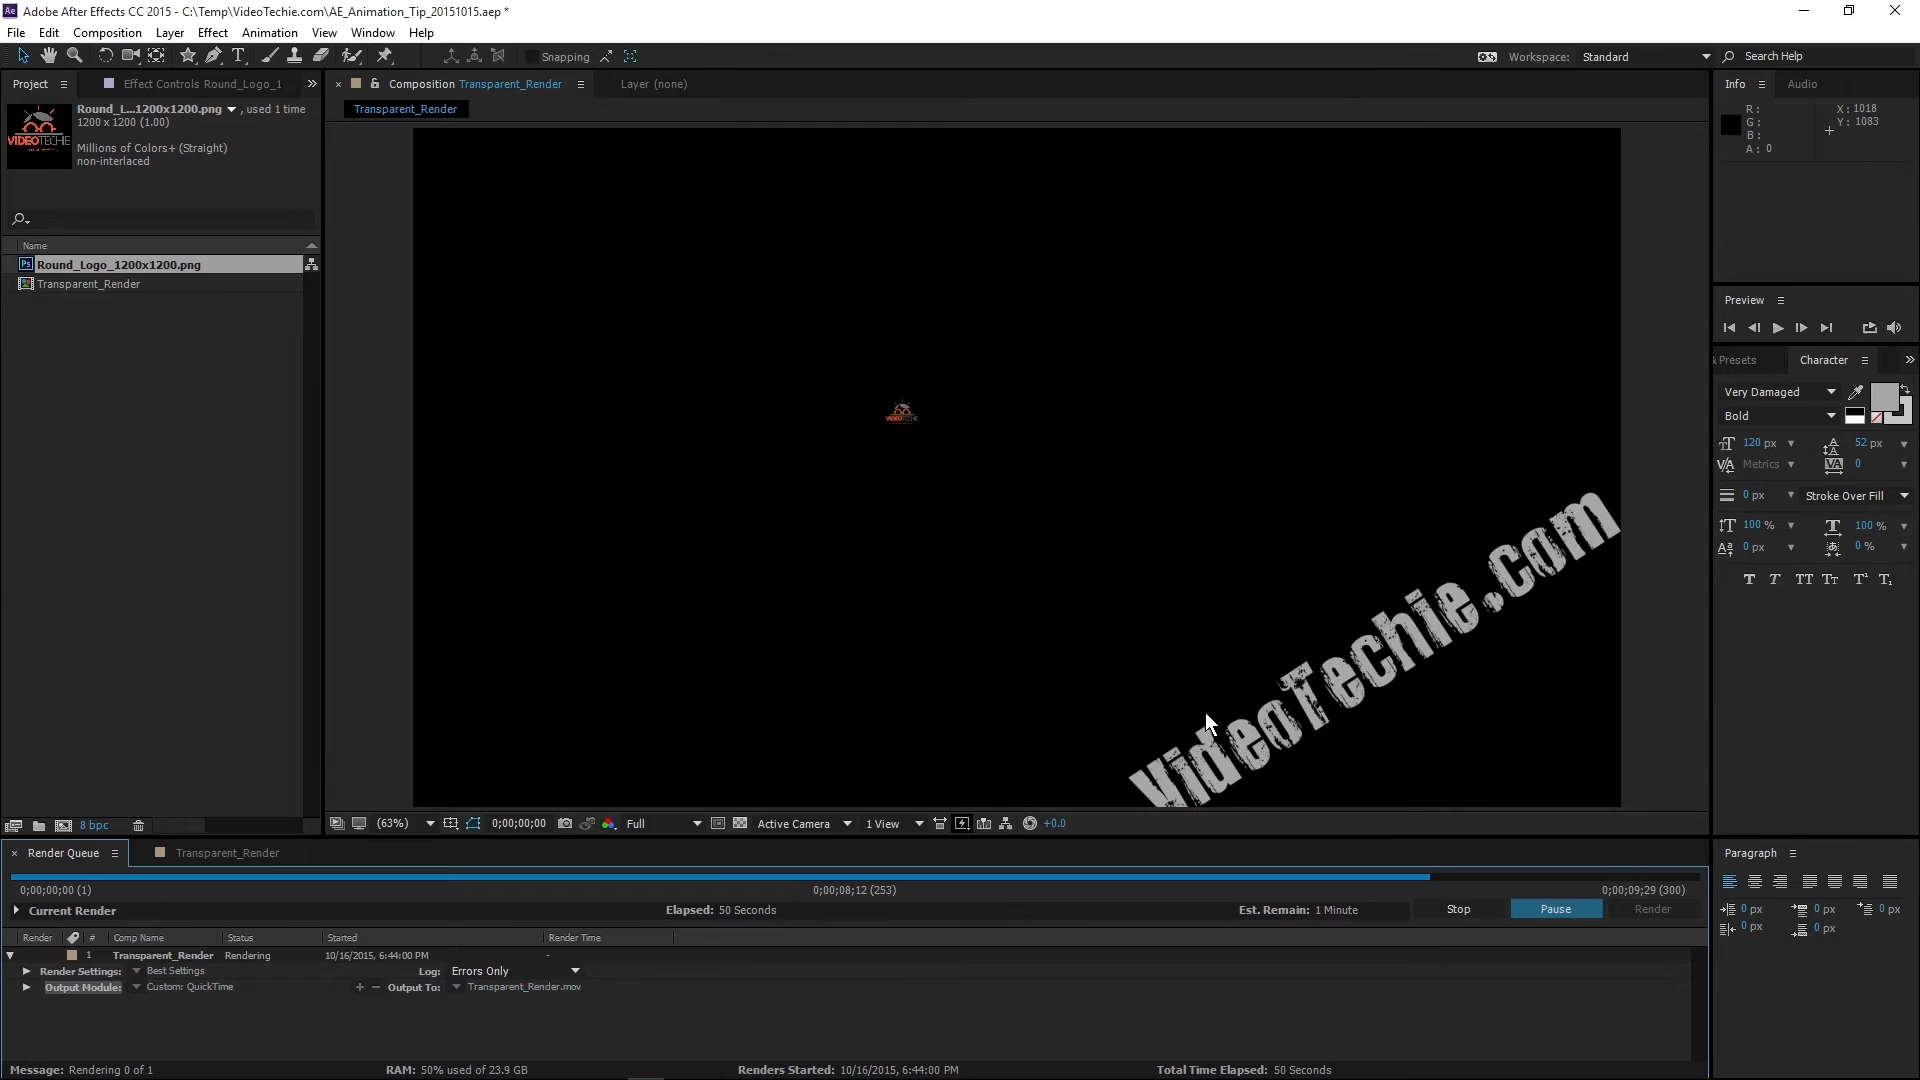 Adobe After Effects CC 2015 - C:\Temp\VideoTechie.com\AE_Animation_Tip_20151015.aep *
File Edit Composition Layer Effect Animation View Window Help
Snapping
Workspace: Standard
Search Help
Project
Effect Controls Round_Logo_1
Round_L...1200x1200.png , used 1 time
1200 x 1200 (1.00)
Millions of Colors+ (Straight)
non-interlaced
VIDEOTECHIE
Name
Round_Logo_1200x1200.png
Transparent_Render
8 bpc
Composition Transparent_Render
Layer (none)
Transparent_Render
VIDEOTECHIE
VideoTechie.com
(63%) 0;00;00;00 Full Active Camera 1 View +0.0
Info Audio
R: X: 1018
G: Y: 1083
B:
A: 0
Preview
& Presets Character
Very Damaged
Bold
120 px 52 px
Metrics 0
0 px Stroke Over Fill
100 % 100 %
0 px 0 %
T T TT Tt T¹ T₁
Render Queue Transparent_Render
0;00;00;00 (1) 0;00;08;12 (253) 0;00;09;29 (300)
Current Render Elapsed: 50 Seconds Est. Remain: 1 Minute Stop Pause Render
Render # Comp Name Status Started Render Time
1 Transparent_Render Rendering 10/16/2015, 6:44:00 PM -
Render Settings: Best Settings Log: Errors Only
Output Module: Custom: QuickTime + − Output To: Transparent_Render.mov
Message: Rendering 0 of 1 RAM: 50% used of 23.9 GB Renders Started: 10/16/2015, 6:44:00 PM Total Time Elapsed: 50 Seconds
Paragraph
0 px 0 px 0 px
0 px 0 px